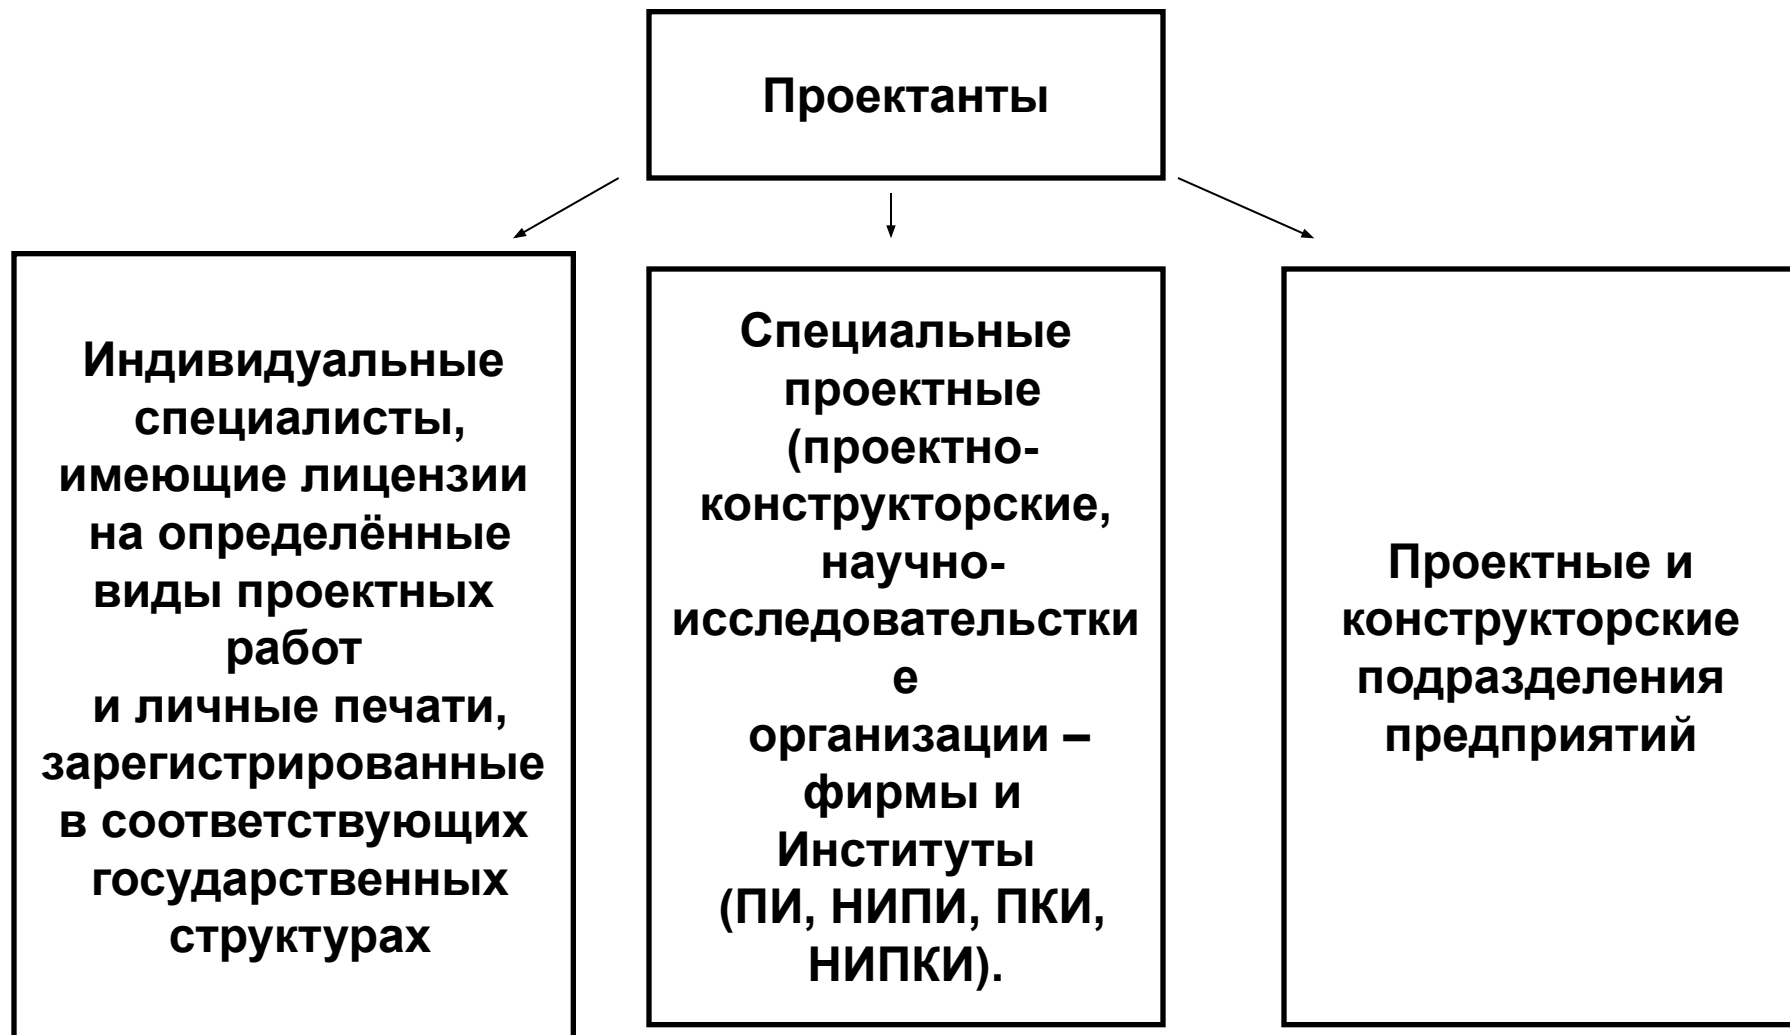 Проектанты
Индивидуальные
специалисты,
имеющие лицензии
на определённые
виды проектных
работ
и личные печати,
зарегистрированные
в соответствующих
государственных
структурах
Специальные
проектные
(проектно-
конструкторские,
научно-
исследовательстки
е
организации –
фирмы и
Институты
(ПИ, НИПИ, ПКИ,
НИПКИ).
Проектные и
конструкторские
подразделения
предприятий